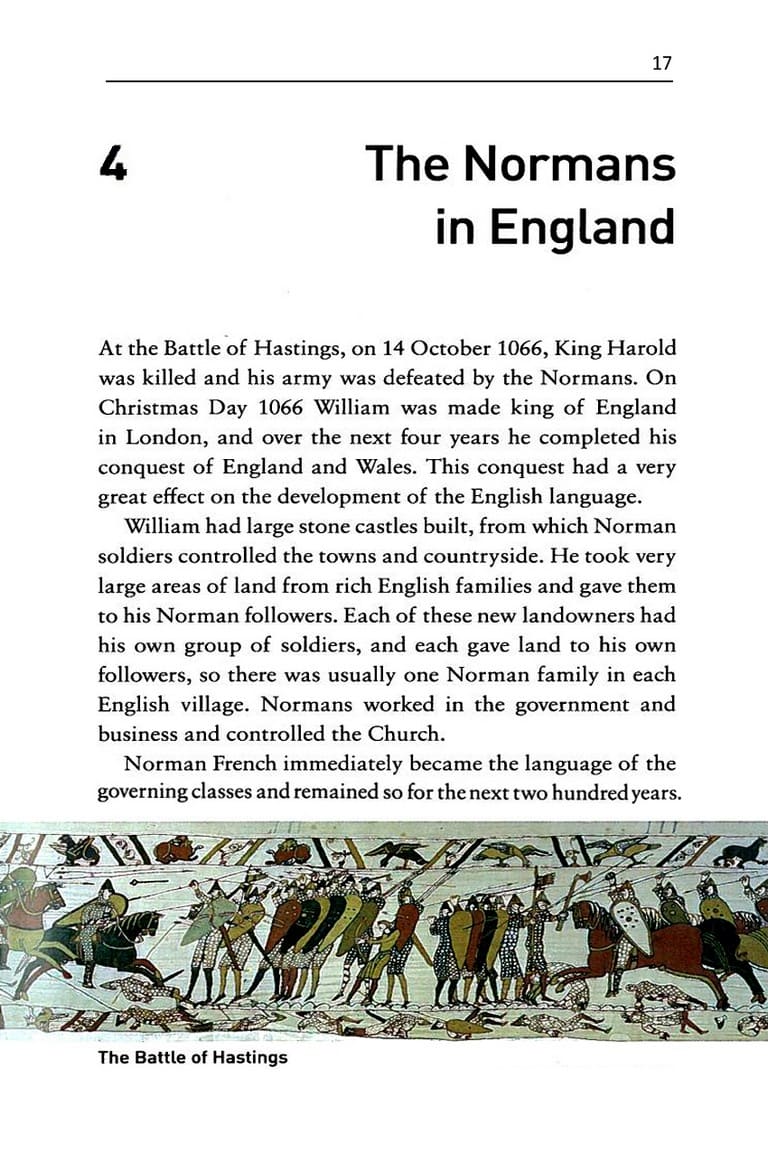 17
4
The Normans
in England
At the Battle of Hastings, on 14 October 1066, King Harold
was killed and his army was defeated by the Normans. On
Christmas Day 1066 William was made king of England
in London, and over the next four years he completed his
conquest of England and Wales. This conquest had a very
great effect on the development of the English language.
William had large stone castles built, from which Norman
soldiers controlled the towns and countryside. He took very
large areas of land from rich English families and gave them
to his Norman followers. Each of these new landowners had
his own group of soldiers, and each gave land to his own
followers, so there was usually one Norman family in each
English village. Normans worked in the government and
business and controlled the Church.
Norman French immediately became the language of the
governing classes and remained so for the next two hundred years.
The Battle of Hastings